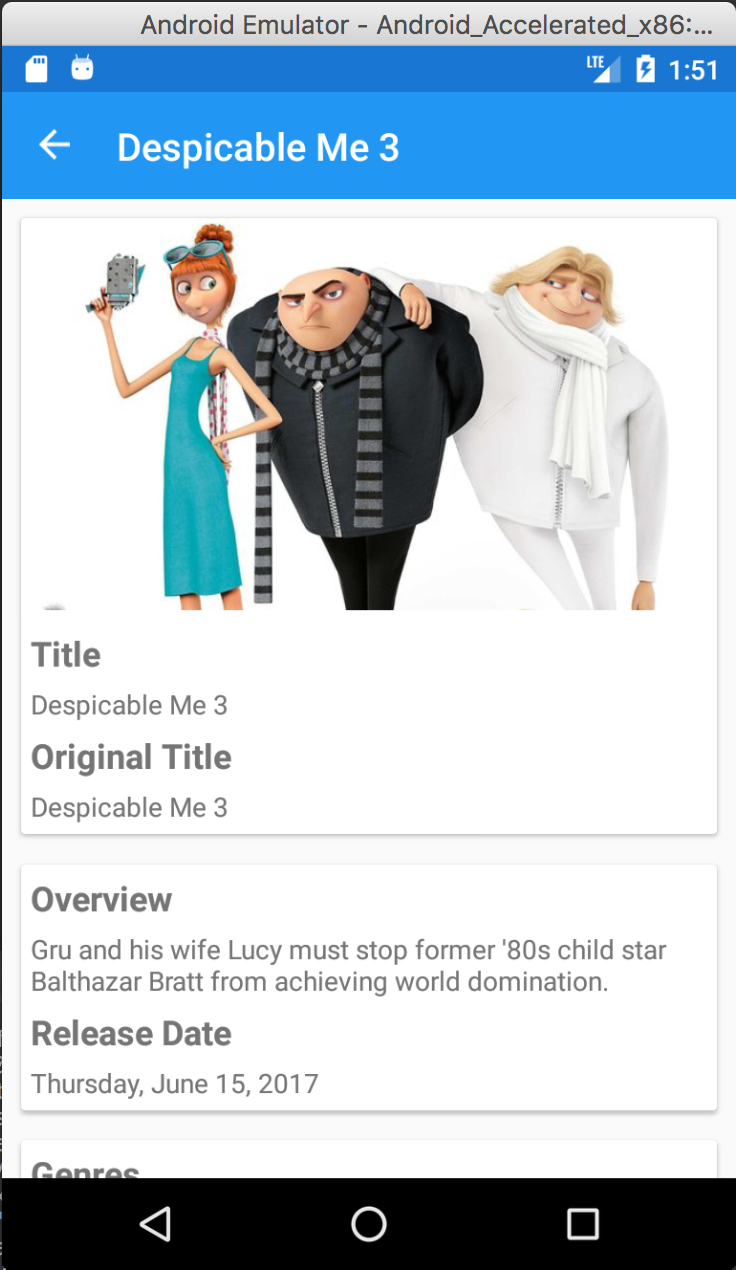 Android Emulator - Android_Accelerated_x86:...
LTE 1:51
Despicable Me 3
Title
Despicable Me 3
Original Title
Despicable Me 3
Overview
Gru and his wife Lucy must stop former '80s child star
Balthazar Bratt from achieving world domination.
Release Date
Thursday, June 15, 2017
Genres